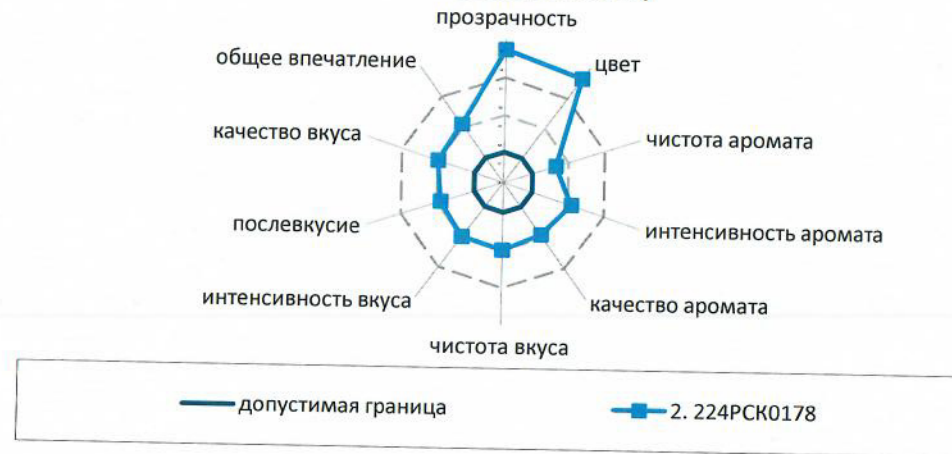 прозрачность
общее впечатление
цвет
качество вкуса
чистота аромата
послевкусие
интенсивность аромата
интенсивность вкуса
качество аромата
чистота вкуса
допустимая граница
2. 224РСК0178